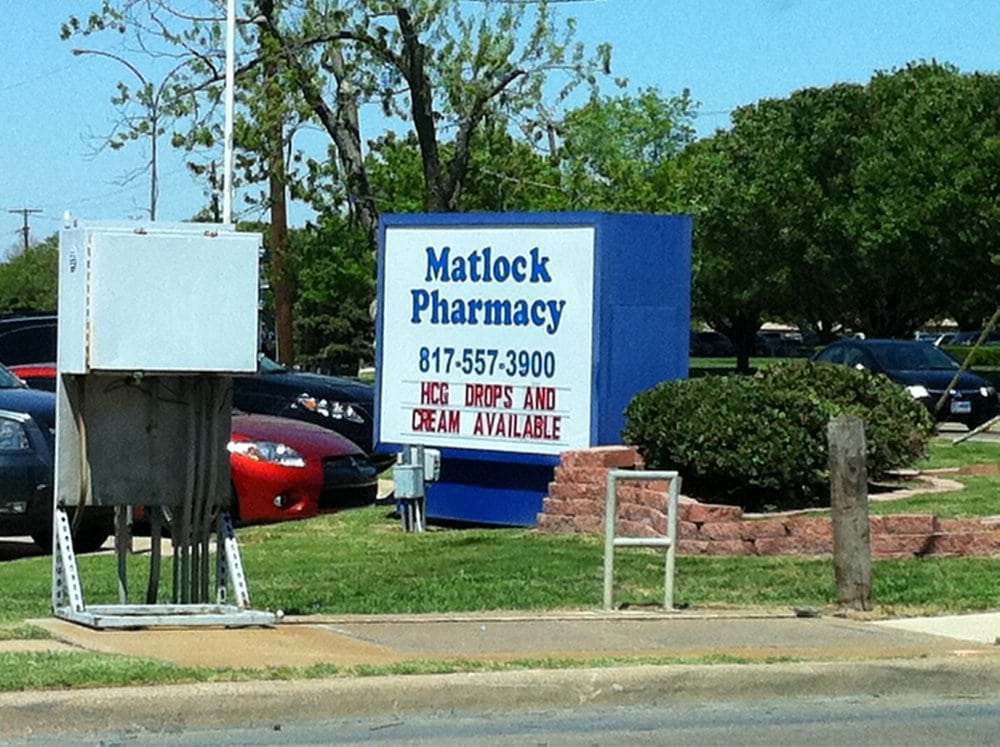 Matlock
Pharmacy
817-557-3900
HCG DROPS AND
CREAM AVAILABLE